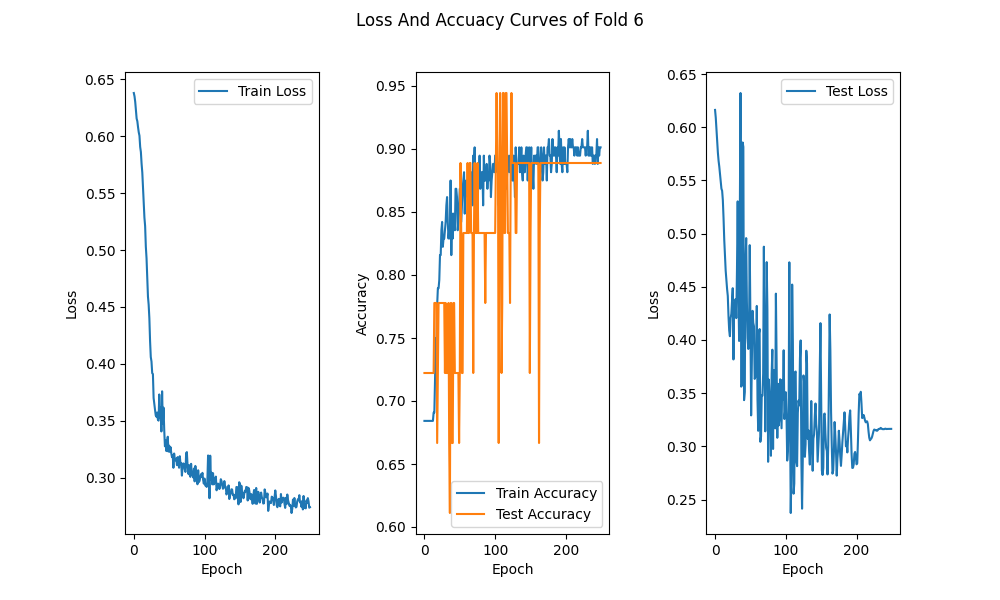 Loss And Accuacy Curves of Fold 6
0.65
0.60
0.55
0.50
0.45
0.40
0.35
0.30
Loss
0 100 200
Epoch
Train Loss
0.95
0.90
0.85
0.80
0.75
0.70
0.65
0.60
Accuracy
0 100 200
Epoch
Train Accuracy
Test Accuracy
0.65
0.60
0.55
0.50
0.45
0.40
0.35
0.30
0.25
Loss
0 100 200
Epoch
Test Loss